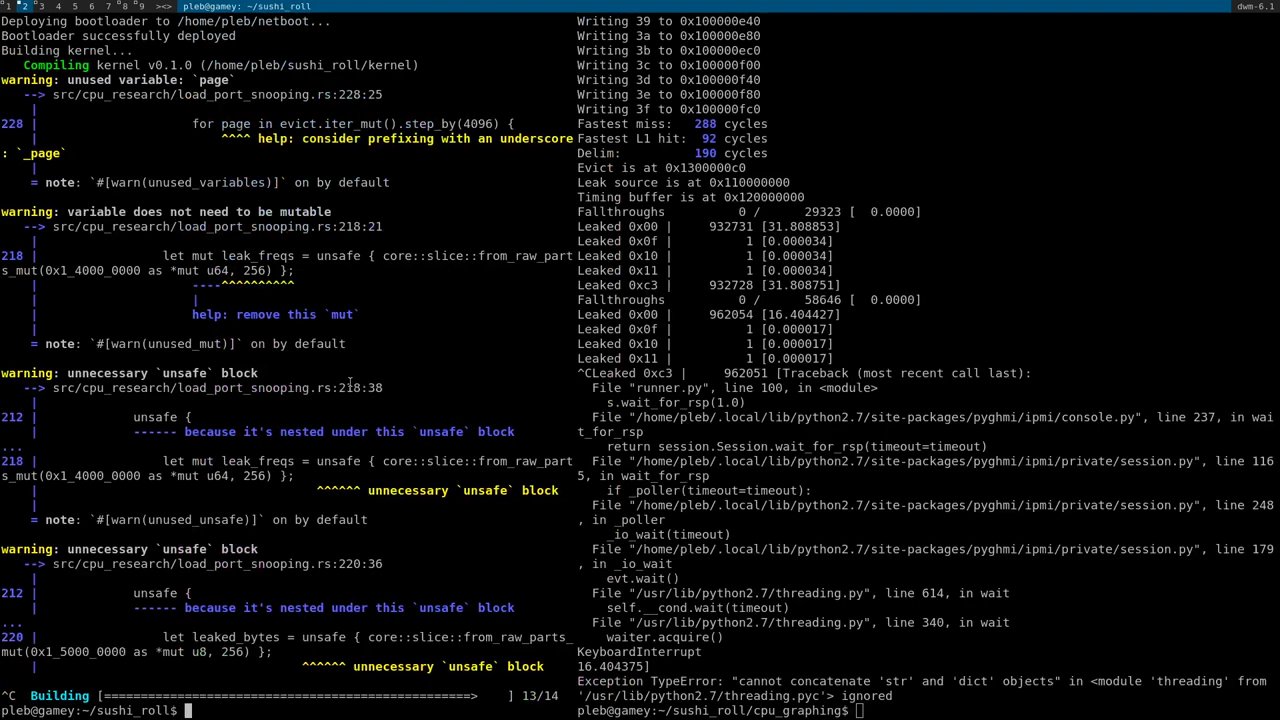 1 2 3 4 5 6 7 8 9 ><> pleb@gamey: ~/sushi_roll dwm-6.1
Deploying bootloader to /home/pleb/netboot...
Bootloader successfully deployed
Building kernel...
   Compiling kernel v0.1.0 (/home/pleb/sushi_roll/kernel)
warning: unused variable: `page`
   --> src/cpu_research/load_port_snooping.rs:228:25
    |
228 |                     for page in evict.iter_mut().step_by(4096) {
    |                         ^^^^ help: consider prefixing with an underscore
: `_page`
    |
    = note: `#[warn(unused_variables)]` on by default
warning: variable does not need to be mutable
   --> src/cpu_research/load_port_snooping.rs:218:21
    |
218 |                 let mut leak_freqs = unsafe { core::slice::from_raw_part
s_mut(0x1_4000_0000 as *mut u64, 256) };
    |                     ----^^^^^^^^^^
    |                     |
    |                     help: remove this `mut`
    |
    = note: `#[warn(unused_mut)]` on by default
warning: unnecessary `unsafe` block
   --> src/cpu_research/load_port_snooping.rs:218:38
    |
212 |             unsafe {
    |             ------ because it's nested under this `unsafe` block
...
218 |                 let mut leak_freqs = unsafe { core::slice::from_raw_part
s_mut(0x1_4000_0000 as *mut u64, 256) };
    |                                      ^^^^^^ unnecessary `unsafe` block
    |
    = note: `#[warn(unused_unsafe)]` on by default
warning: unnecessary `unsafe` block
   --> src/cpu_research/load_port_snooping.rs:220:36
    |
212 |             unsafe {
    |             ------ because it's nested under this `unsafe` block
...
220 |                 let leaked_bytes = unsafe { core::slice::from_raw_parts_
mut(0x1_5000_0000 as *mut u8, 256) };
    |                                    ^^^^^^ unnecessary `unsafe` block
^C  Building [==================================================>    ] 13/14
pleb@gamey:~/sushi_roll$
Writing 39 to 0x100000e40
Writing 3a to 0x100000e80
Writing 3b to 0x100000ec0
Writing 3c to 0x100000f00
Writing 3d to 0x100000f40
Writing 3e to 0x100000f80
Writing 3f to 0x100000fc0
Fastest miss:   288 cycles
Fastest L1 hit:  92 cycles
Delim:          190 cycles
Evict is at 0x1300000c0
Leak source is at 0x110000000
Timing buffer is at 0x120000000
Fallthroughs          0 /      29323 [  0.0000]
Leaked 0x00 |     932731 [31.808853]
Leaked 0x0f |          1 [0.000034]
Leaked 0x10 |          1 [0.000034]
Leaked 0x11 |          1 [0.000034]
Leaked 0xc3 |     932728 [31.808751]
Fallthroughs          0 /      58646 [  0.0000]
Leaked 0x00 |     962054 [16.404427]
Leaked 0x0f |          1 [0.000017]
Leaked 0x10 |          1 [0.000017]
Leaked 0x11 |          1 [0.000017]
^CLeaked 0xc3 |     962051 [Traceback (most recent call last):
  File "runner.py", line 100, in <module>
    s.wait_for_rsp(1.0)
  File "/home/pleb/.local/lib/python2.7/site-packages/pyghmi/ipmi/console.py", line 237, in wai
t_for_rsp
    return session.Session.wait_for_rsp(timeout=timeout)
  File "/home/pleb/.local/lib/python2.7/site-packages/pyghmi/ipmi/private/session.py", line 116
5, in wait_for_rsp
    if _poller(timeout=timeout):
  File "/home/pleb/.local/lib/python2.7/site-packages/pyghmi/ipmi/private/session.py", line 248
, in _poller
    _io_wait(timeout)
  File "/home/pleb/.local/lib/python2.7/site-packages/pyghmi/ipmi/private/session.py", line 179
, in _io_wait
    evt.wait()
  File "/usr/lib/python2.7/threading.py", line 614, in wait
    self.__cond.wait(timeout)
  File "/usr/lib/python2.7/threading.py", line 340, in wait
    waiter.acquire()
KeyboardInterrupt
16.404375]
Exception TypeError: "cannot concatenate 'str' and 'dict' objects" in <module 'threading' from
'/usr/lib/python2.7/threading.pyc'> ignored
pleb@gamey:~/sushi_roll/cpu_graphing$